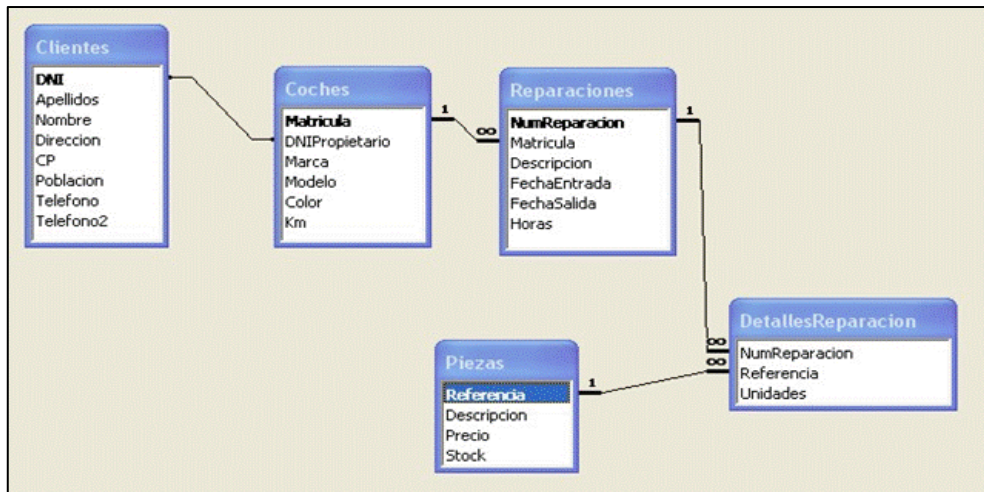 Clientes
DNI
Apellidos
Nombre
Direccion
CP
Poblacion
Telefono
Telefono2
Coches
Matricula
DNIPropietario
Marca
Modelo
Color
Km
1
∞
Reparaciones
NumReparacion
Matricula
Descripcion
FechaEntrada
FechaSalida
Horas
1
Piezas
Referencia
Descripcion
Precio
Stock
1
∞
∞
DetallesReparacion
NumReparacion
Referencia
Unidades